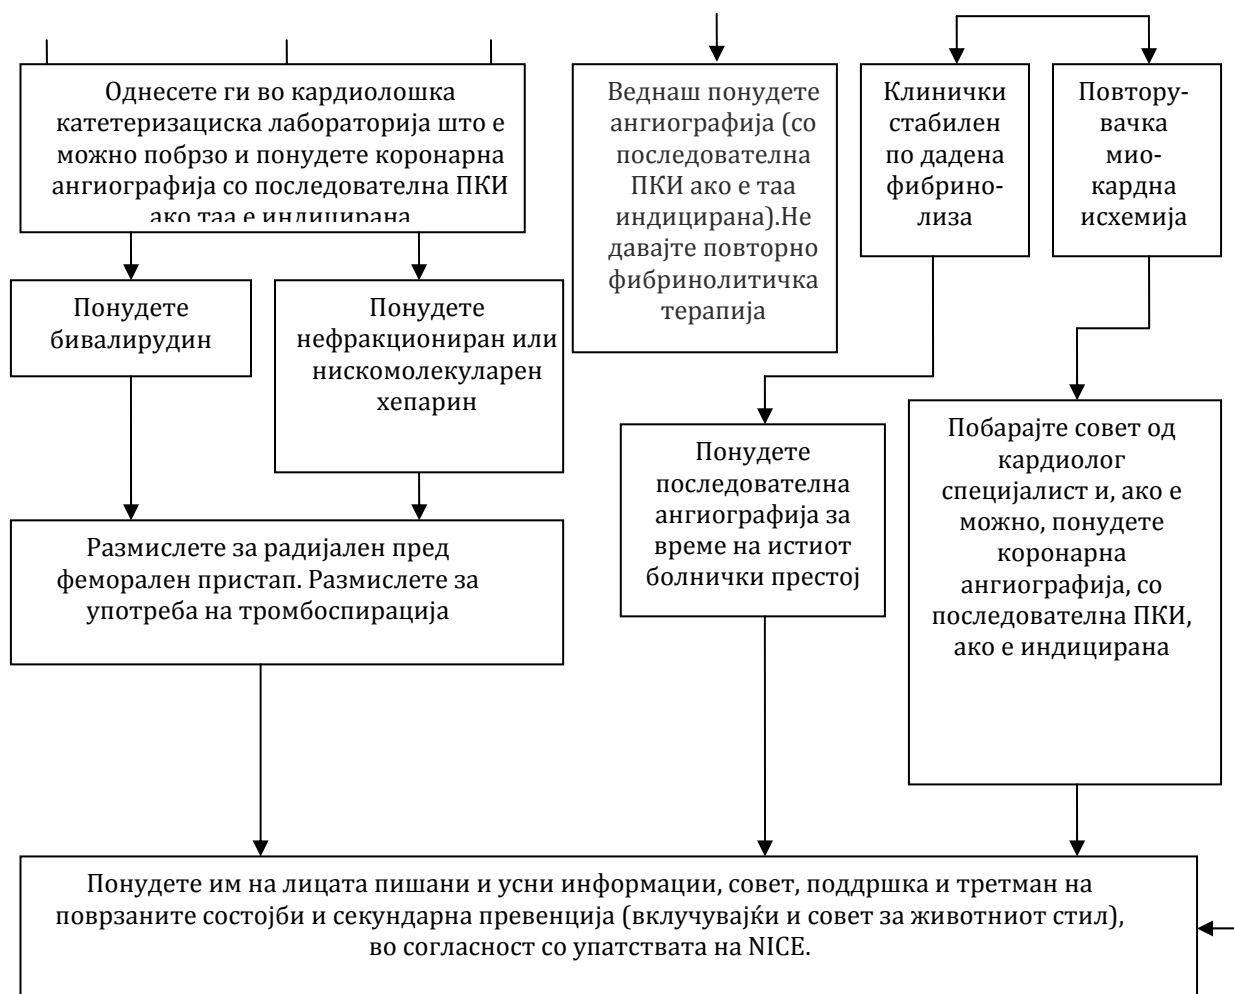 Однесете ги во кардиолошка
катетеризациска лабораторија што е
можно побрзо и понудете коронарна
ангиографија со последователна ПКИ
ако таа е индицирана
Веднаш понудете
ангиографија (со
последователна
ПКИ ако е таа
индицирана).Не
давајте повторно
фибринолитичка
терапија
Клинички
стабилен
по дадена
фибрино-
лиза
Повтору-
вачка
мио-
кардна
исхемија
Понудете
бивалирудин
Понудете
нефракциониран или
нискомолекуларен
хепарин
Понудете
последователна
ангиографија за
време на истиот
болнички престој
Побарајте совет од
кардиолог
специјалист и, ако е
можно, понудете
коронарна
ангиографија, со
последователна ПКИ,
ако е индицирана
Размислете за радијален пред
феморален пристап. Размислете за
употреба на тромбоспирација
Понудете им на лицата пишани и усни информации, совет, поддршка и третман на
поврзаните состојби и секундарна превенција (вклучувајќи и совет за животниот стил),
во согласност со упатствата на NICE.